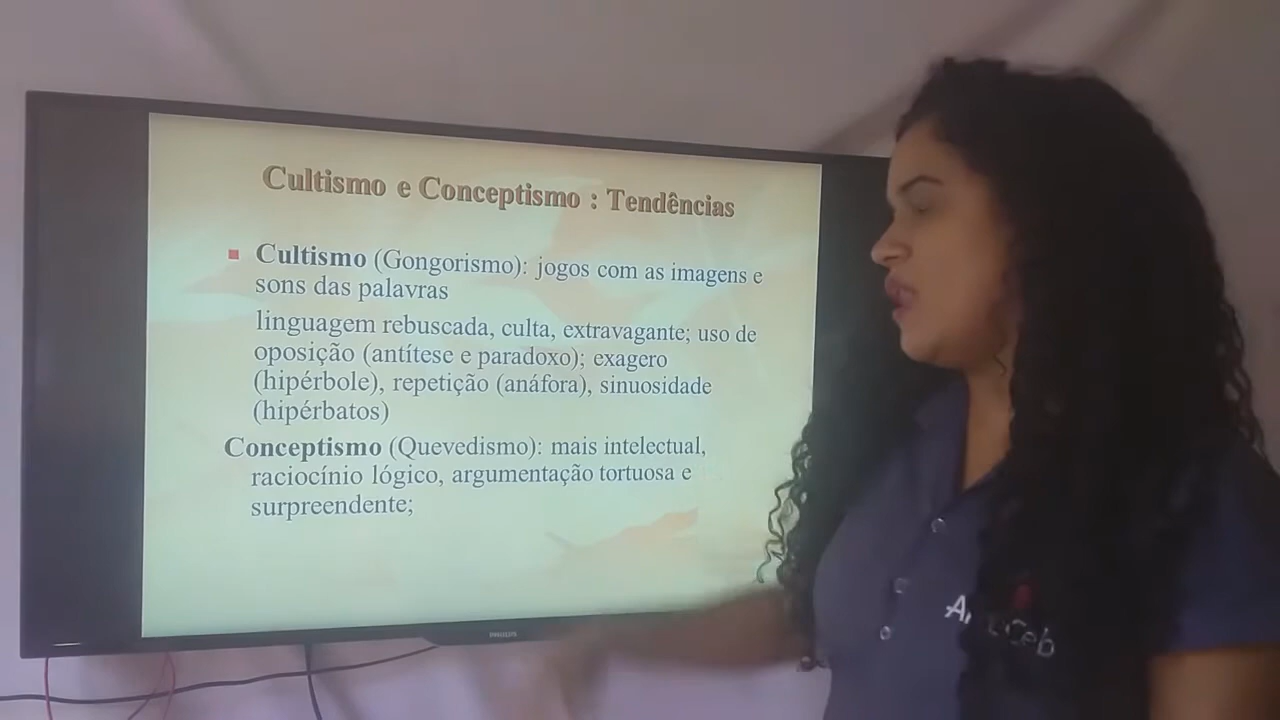 Cultismo e Conceptismo : Tendências
Cultismo (Gongorismo): jogos com as imagens e
sons das palavras
linguagem rebuscada, culta, extravagante; uso de
oposição (antítese e paradoxo); exagero
(hipérbole), repetição (anáfora), sinuosidade
(hipérbatos)
Conceptismo (Quevedismo): mais intelectual,
raciocínio lógico, argumentação tortuosa e
surpreendente;
PHILIPS